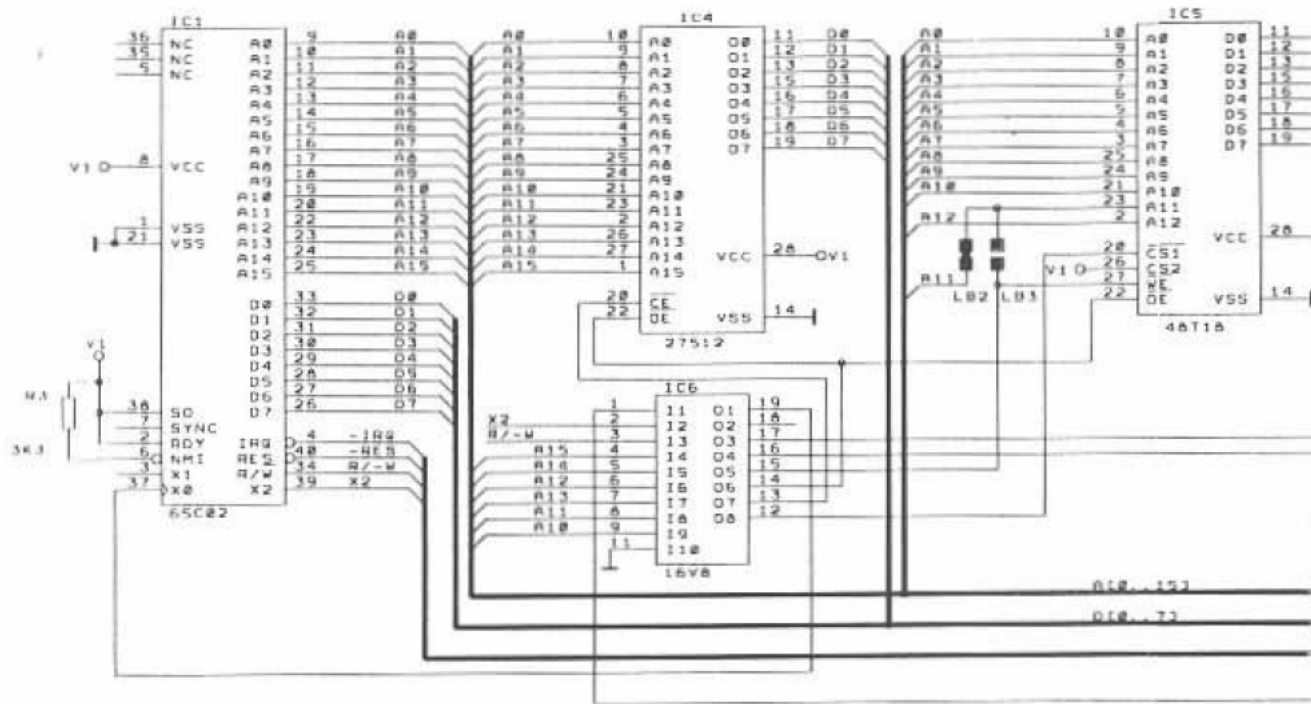 IC1
36 NC A0 9 A0
35 NC A1 10 A1
5 NC A2 11 A2
A3 12 A3
A4 13 A4
A5 14 A5
A6 15 A6
A7 16 A7
V1 8 VCC A8 17 A8
A9 18 A9
A10 19 A10
A11 20 A11
1 VSS A12 22 A12
21 VSS A13 23 A13
A14 24 A14
A15 25 A15
D0 33 D0
D1 32 D1
D2 31 D2
D3 30 D3
V1 D4 29 D4
D5 28 D5
D6 27 D6
R3 38 SO D7 26 D7
7 SYNC
2 RDY IRQ 4 -IRQ
3K3 6 NMI RES 40 -RES
3 X1 R/W 34 R/-W
37 X0 X2 39 X2
65C02
IC4
A0 10 A0 O0 11 D0
A1 9 A1 O1 12 D1
A2 8 A2 O2 13 D2
A3 7 A3 O3 15 D3
A4 6 A4 O4 16 D4
A5 5 A5 O5 17 D5
A6 4 A6 O6 18 D6
A7 3 A7 O7 19 D7
A8 25 A8
A9 24 A9
A10 21 A10
A11 23 A11
A12 2 A12
A13 26 A13
A14 27 A14 VCC 28 V1
A15 1 A15
20 CE
22 OE VSS 14
27512
IC6
1 I1 O1 19
X2 2 I2 O2 18
R/-W 3 I3 O3 17
A15 4 I4 O4 16
A14 5 I5 O5 15
A12 6 I6 O6 14
A13 7 I7 O7 13
A11 8 I8 O8 12
A10 9 I9
11 I10
16V8
IC5
A0 10 A0 D0 11
A1 9 A1 D1 12
A2 8 A2 D2 13
A3 7 A3 D3 15
A4 6 A4 D4 16
A5 5 A5 D5 17
A6 4 A6 D6 18
A7 3 A7 D7 19
A8 25 A8
A9 24 A9
A10 21 A10
23 A11
A12 2 A12
VCC 28
20 CS1
V1 26 CS2
A11 27 WE
LB2 LB3 22 OE VSS 14
48T18
A[0..15]
D[0..7]